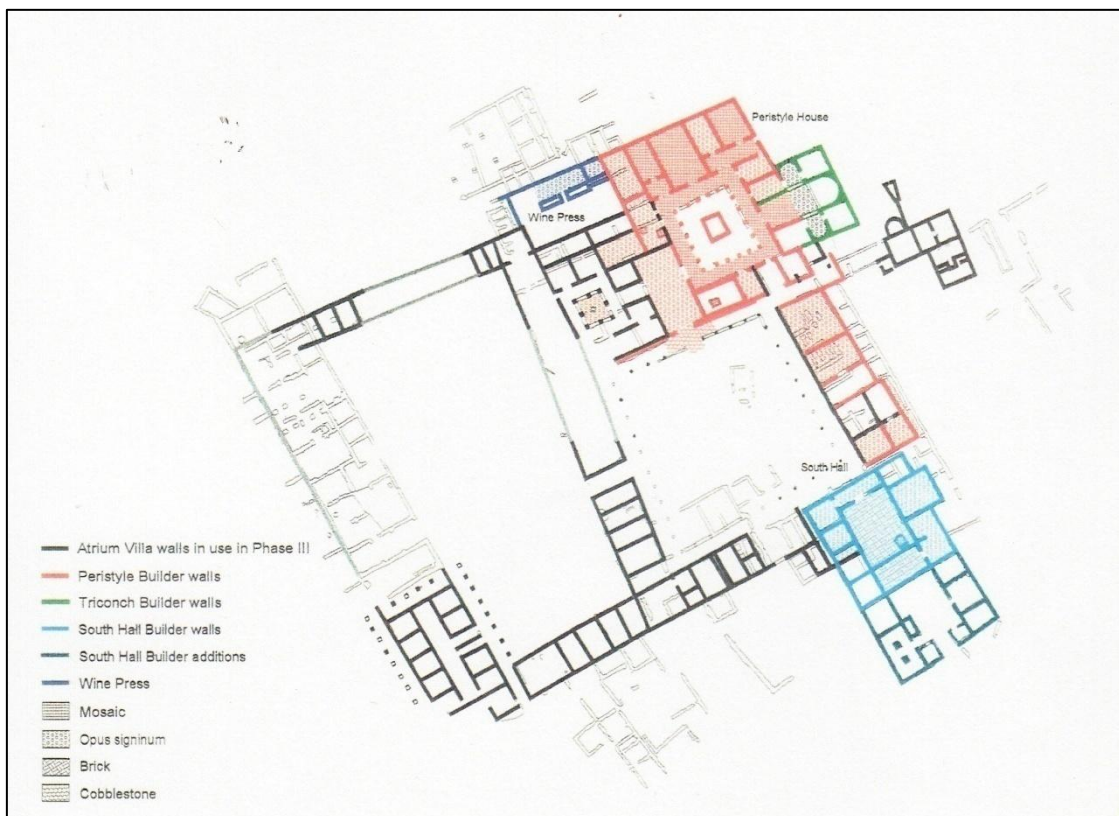 Peristyle House
Wine Press
South Hall
Atrium Villa walls in use in Phase III
Peristyle Builder walls
Triconch Builder walls
South Hall Builder walls
South Hall Builder additions
Wine Press
Mosaic
Opus signinum
Brick
Cobblestone